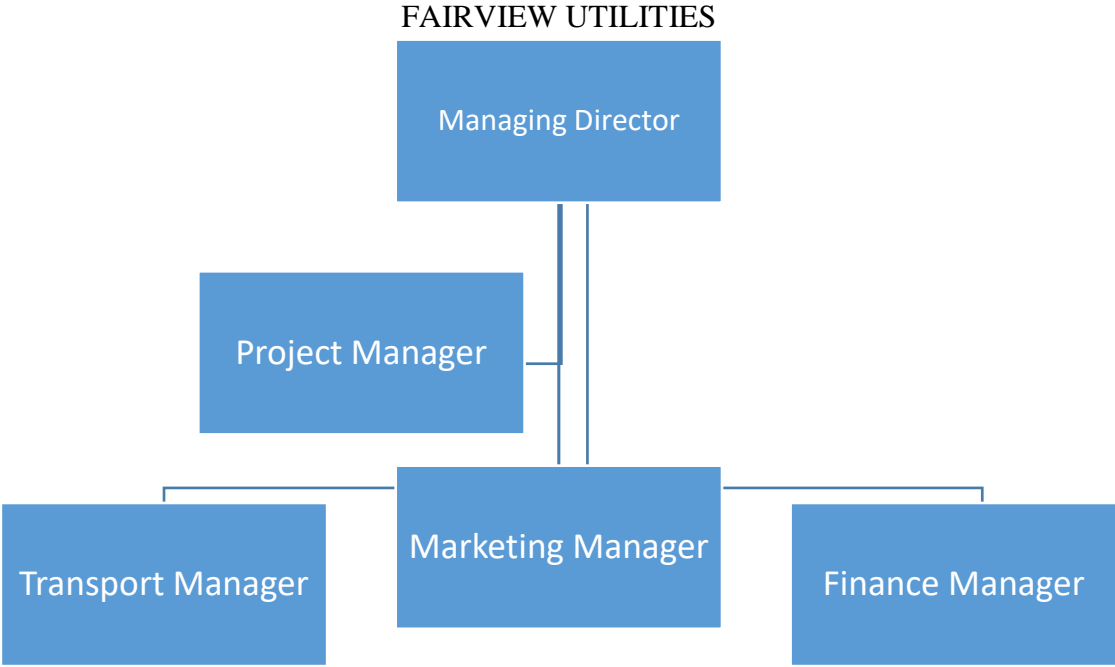 FAIRVIEW UTILITIES
Managing Director
Project Manager
Transport Manager
Marketing Manager
Finance Manager